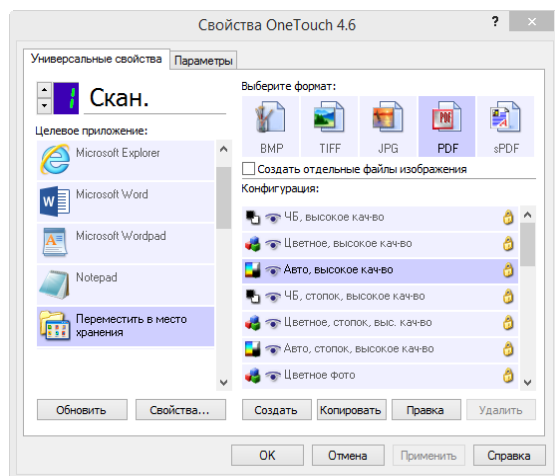 Свойства OneTouch 4.6
?
Универсальные свойства
Параметры
1 Скан.
Целевое приложение:
Microsoft Explorer
Microsoft Word
Microsoft Wordpad
Notepad
Переместить в место
хранения
Обновить
Свойства...
Выберите формат:
BMP
TIFF
JPG
PDF
sPDF
Создать отдельные файлы изображения
Конфигурация:
ЧБ, высокое кач-во
Цветное, высокое кач-во
Авто, высокое кач-во
ЧБ, стопок, высокое кач-во
Цветное, стопок, выс. кач-во
Авто, стопок, высокое кач-во
Цветное фото
Создать
Копировать
Правка
Удалить
OK
Отмена
Применить
Справка